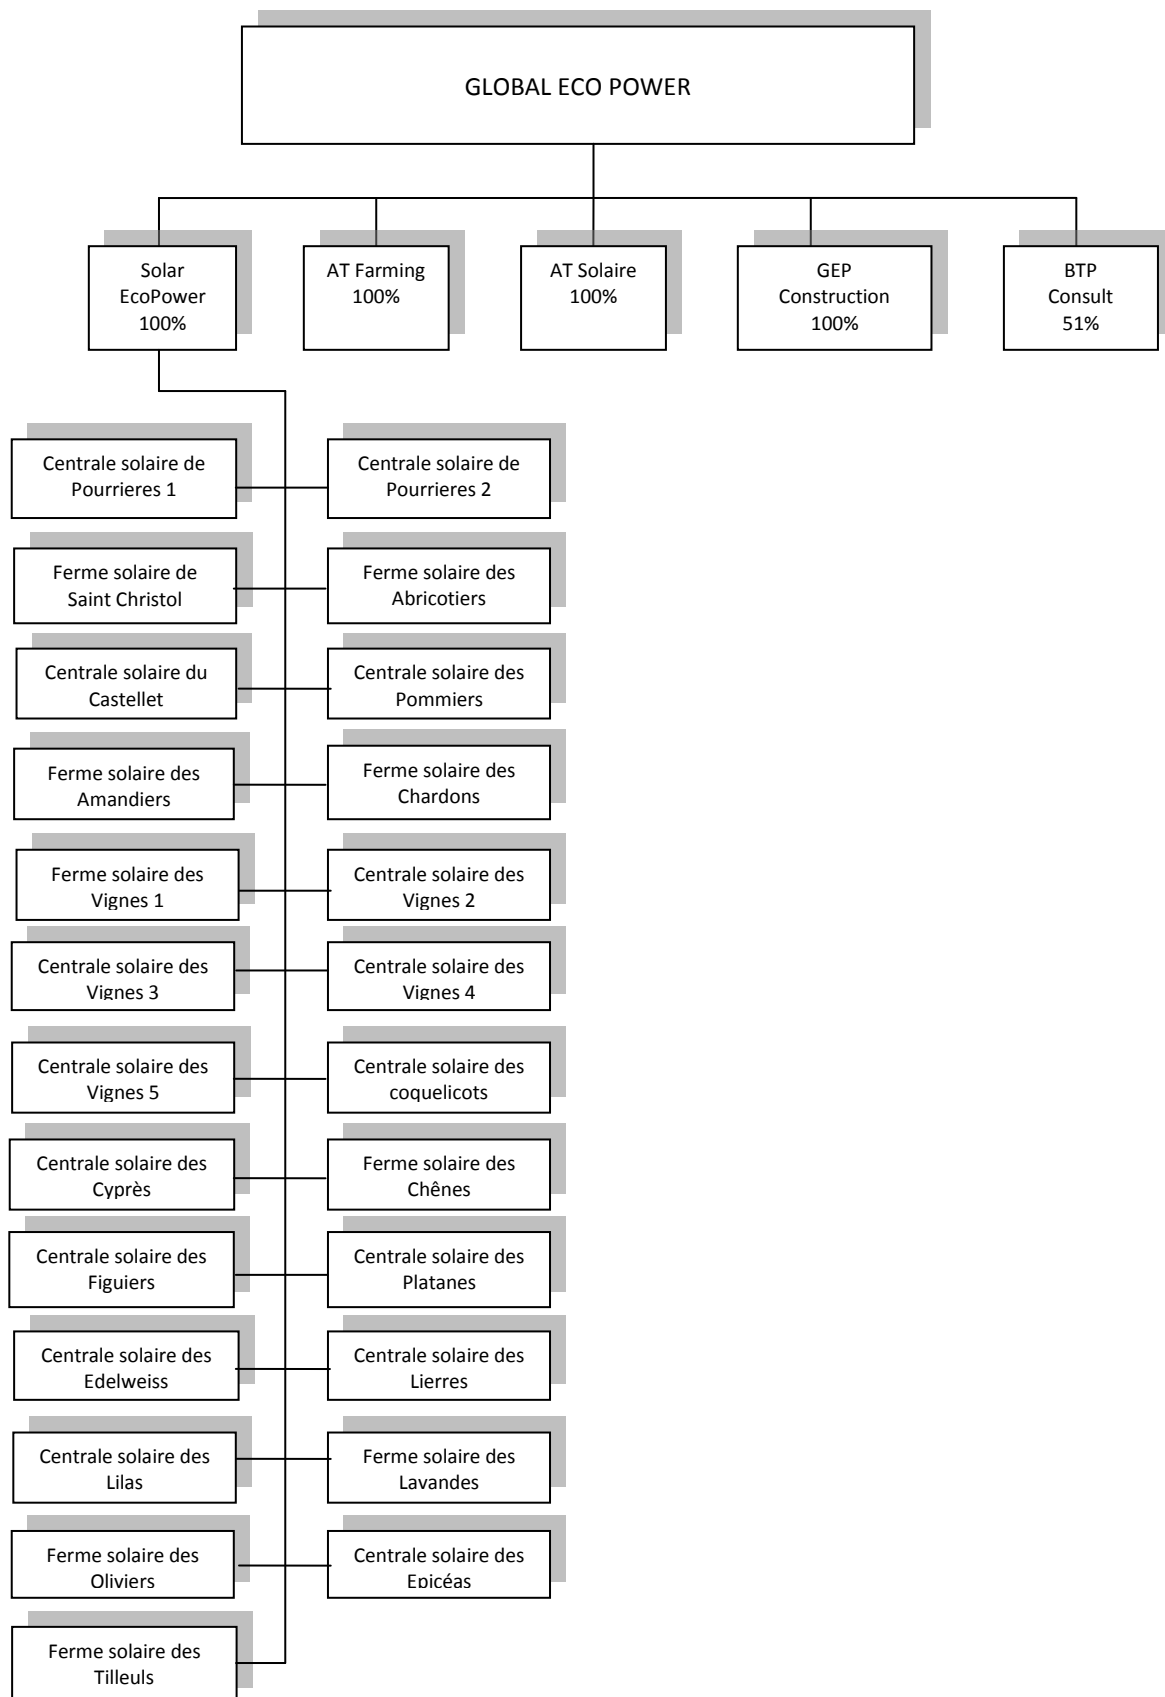 GLOBAL ECO POWER
Solar
EcoPower
100%
AT Farming
100%
AT Solaire
100%
GEP
Construction
100%
BTP
Consult
51%
Centrale solaire de
Pourrieres 1
Centrale solaire de
Pourrieres 2
Ferme solaire de
Saint Christol
Ferme solaire des
Abricotiers
Centrale solaire du
Castellet
Centrale solaire des
Pommiers
Ferme solaire des
Amandiers
Ferme solaire des
Chardons
Ferme solaire des
Vignes 1
Centrale solaire des
Vignes 2
Centrale solaire des
Vignes 3
Centrale solaire des
Vignes 4
Centrale solaire des
Vignes 5
Centrale solaire des
coquelicots
Centrale solaire des
Cyprès
Ferme solaire des
Chênes
Centrale solaire des
Figuiers
Centrale solaire des
Platanes
Centrale solaire des
Edelweiss
Centrale solaire des
Lierres
Centrale solaire des
Lilas
Ferme solaire des
Lavandes
Ferme solaire des
Oliviers
Centrale solaire des
Epicéas
Ferme solaire des
Tilleuls